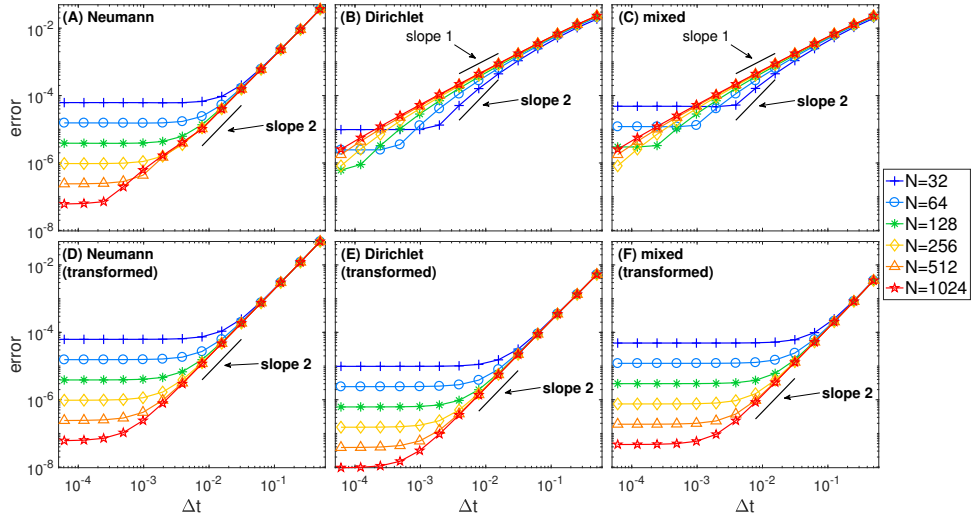 (A) Neumann
(B) Dirichlet
(C) mixed
error
10^-2
10^-4
10^-6
10^-8
slope 2
slope 1
slope 2
slope 1
slope 2
N=32
N=64
N=128
N=256
N=512
N=1024
(D) Neumann
(transformed)
(E) Dirichlet
(transformed)
(F) mixed
(transformed)
error
10^-2
10^-4
10^-6
10^-8
slope 2
slope 2
slope 2
10^-4
10^-3
10^-2
10^-1
10^-4
10^-3
10^-2
10^-1
10^-4
10^-3
10^-2
10^-1
Δt
Δt
Δt